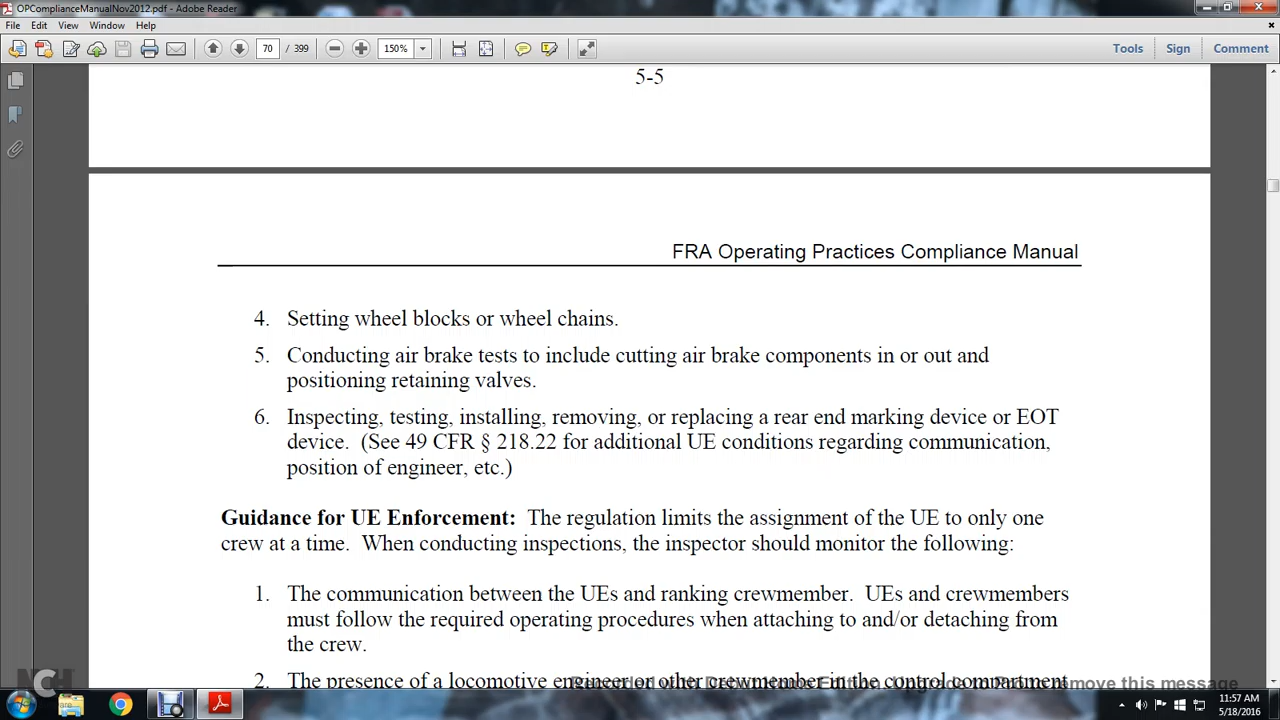 OPComplianceManualNov2012.pdf - Adobe Reader
File Edit View Window Help
70 / 399 150% Tools Sign Comment
5-5
FRA Operating Practices Compliance Manual
4. Setting wheel blocks or wheel chains.
5. Conducting air brake tests to include cutting air brake components in or out and
positioning retaining valves.
6. Inspecting, testing, installing, removing, or replacing a rear end marking device or EOT
device. (See 49 CFR § 218.22 for additional UE conditions regarding communication,
position of engineer, etc.)
Guidance for UE Enforcement: The regulation limits the assignment of the UE to only one
crew at a time. When conducting inspections, the inspector should monitor the following:
1. The communication between the UEs and ranking crewmember. UEs and crewmembers
must follow the required operating procedures when attaching to and/or detaching from
the crew.
2. The presence of a locomotive engineer or other crewmember in the control compartment
NCH
11:57 AM
5/18/2016